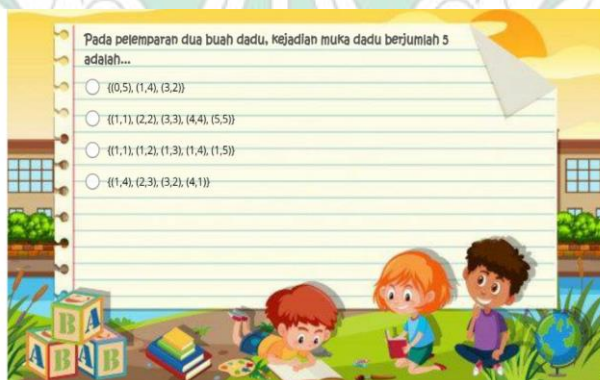 Pada pelemparan dua buah dadu, kejadian muka dadu berjumlah 5
adalah...
{(0,5), (1,4), (3,2)}
{(1,1), (2,2), (3,3), (4,4), (5,5)}
{(1,1), (1,2), (1,3), (1,4), (1,5)}
{(1,4), (2,3), (3,2), (4,1)}
B A
A B A B